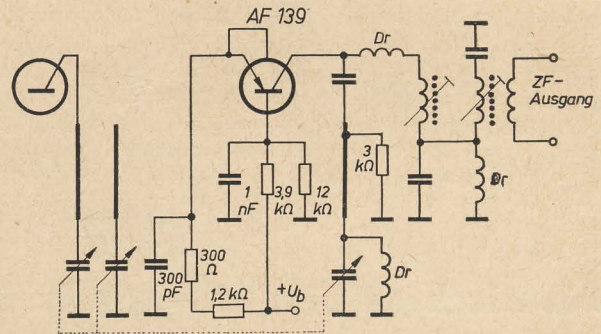 AF 139
Dr
ZF-
Ausgang
1
nF
3,9
kΩ
12
kΩ
3
kΩ
Dr
300
pF
300
Ω
1,2 kΩ
+U_b
Dr